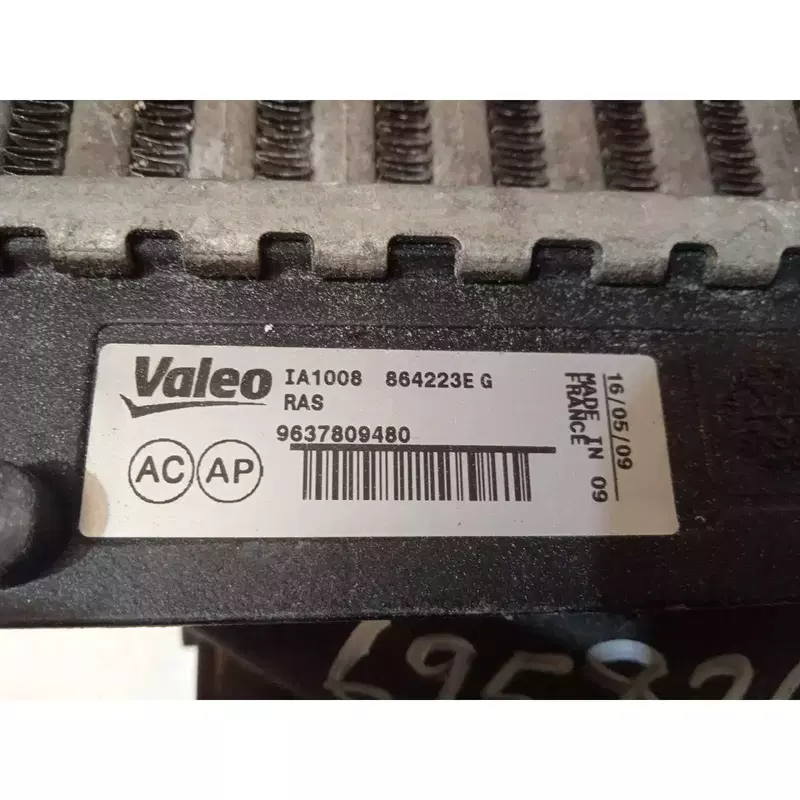 Valeo IA1008 864223E G
RAS
9637809480
AC AP
16/05/09
MADE IN 09
FRANCE